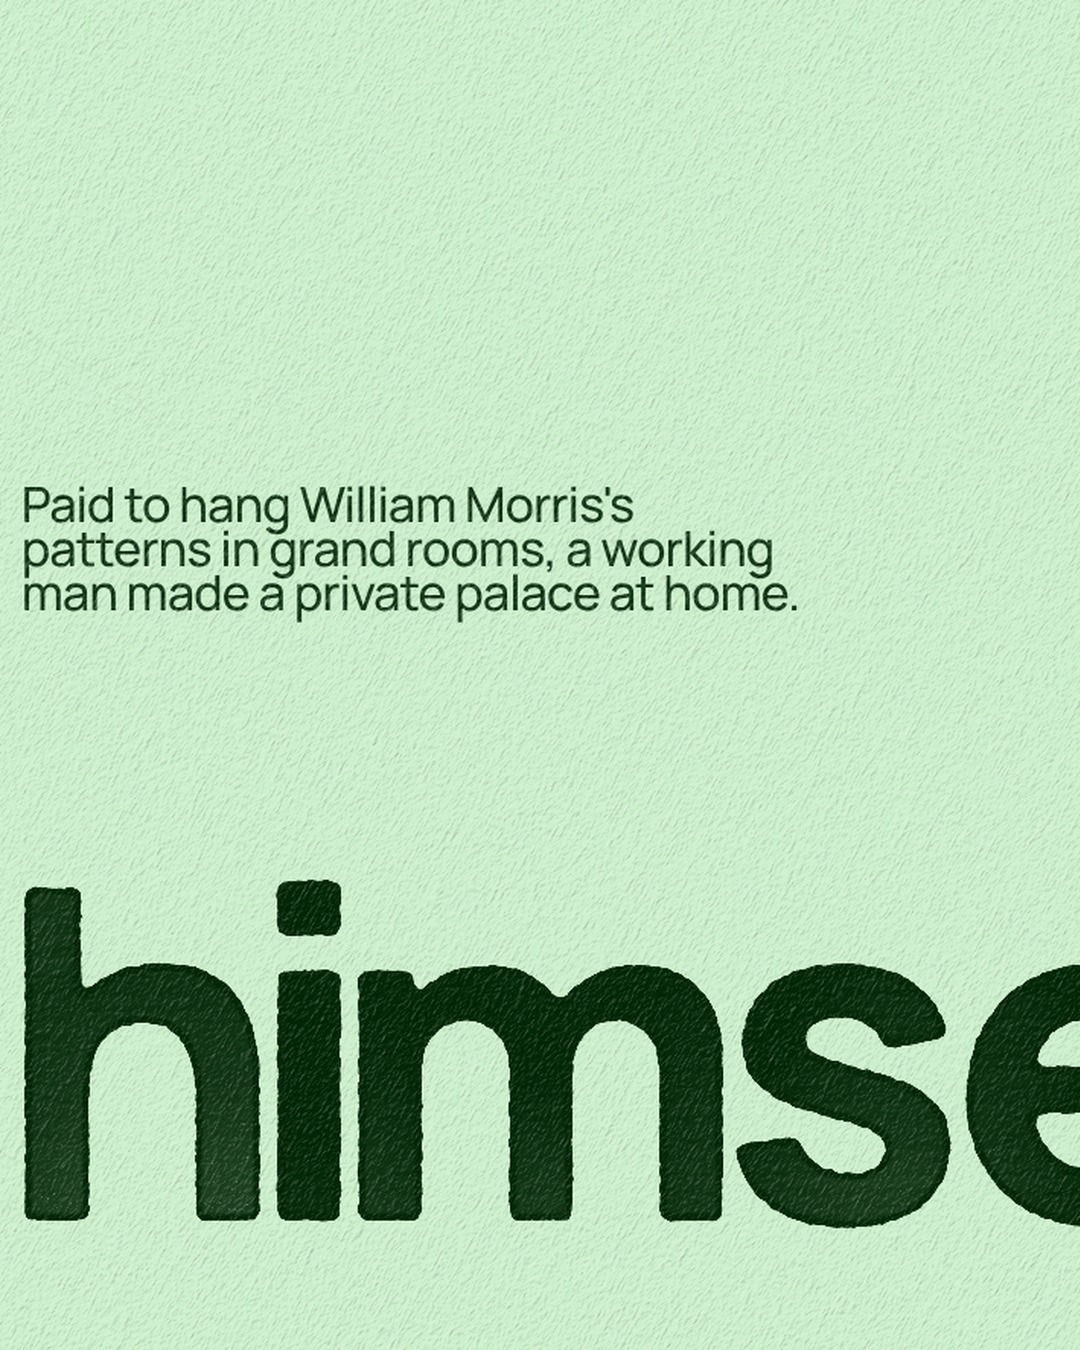 Paid to hang William Morris's
patterns in grand rooms, a working
man made a private palace at home.
himse